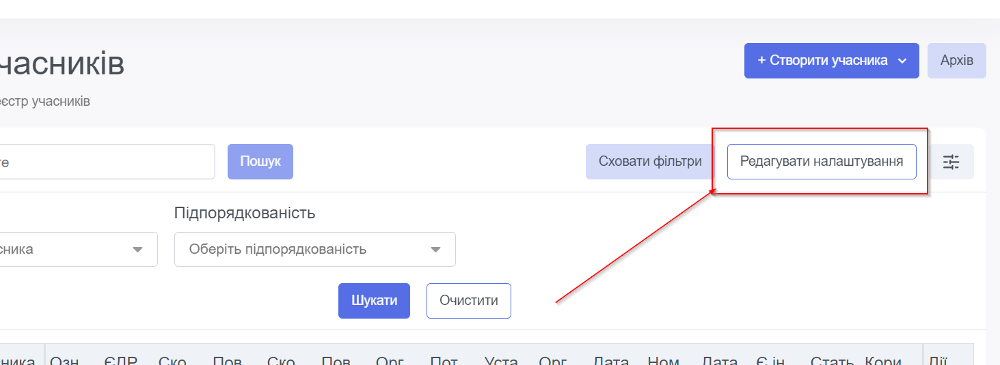 часників
+ Створити учасника
Архів
еєстр учасників
те
Пошук
Сховати фільтри
Редагувати налаштування
Підпорядкованість
сника
Оберіть підпорядкованість
Шукати
Очистити
сника Озн ЄДР Ско Пов Ско Пов Орг Пот Уста Орг Дата Ном Дата Є ін Стать Кори Дії